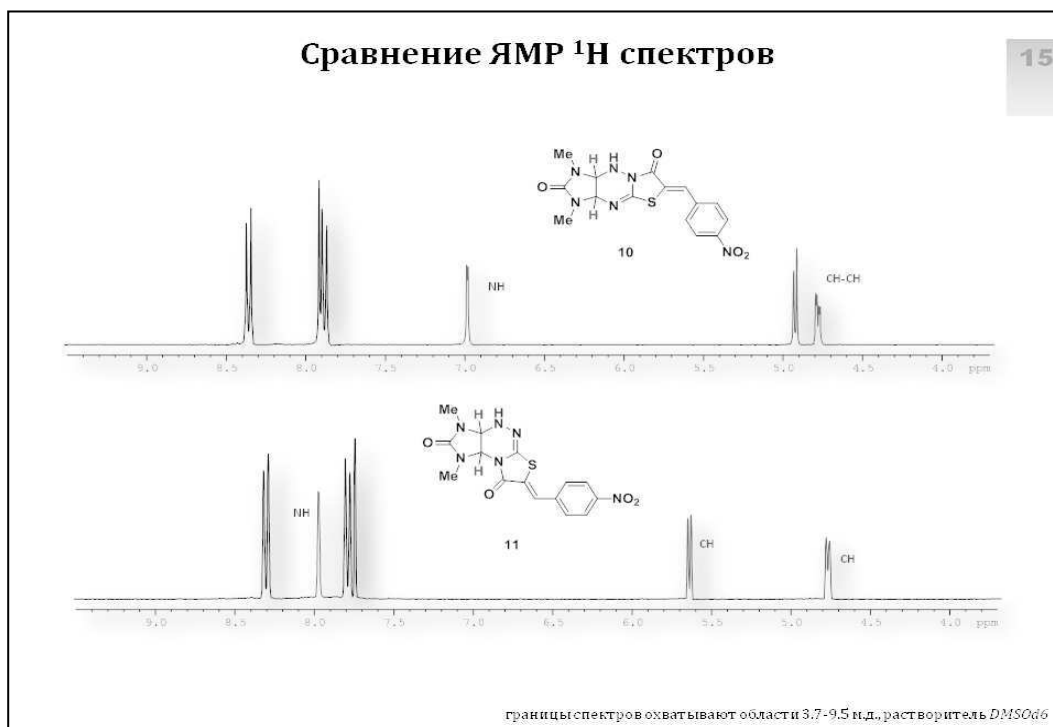 Сравнение ЯМР ¹H спектров
15
Me
H
H
N
N
N
O
O
N
N
S
Me
H
NO₂
10
NH
CH-CH
9.0 8.5 8.0 7.5 7.0 6.5 6.0 5.5 5.0 4.5 4.0 ppm
Me
H
H
N
N
N
O
N
N
S
Me
H
O
NO₂
11
NH
CH
CH
9.0 8.5 8.0 7.5 7.0 6.5 6.0 5.5 5.0 4.5 4.0 ppm
границы спектров охватывают области 3.7-9.5 м.д., растворитель DMSOd6